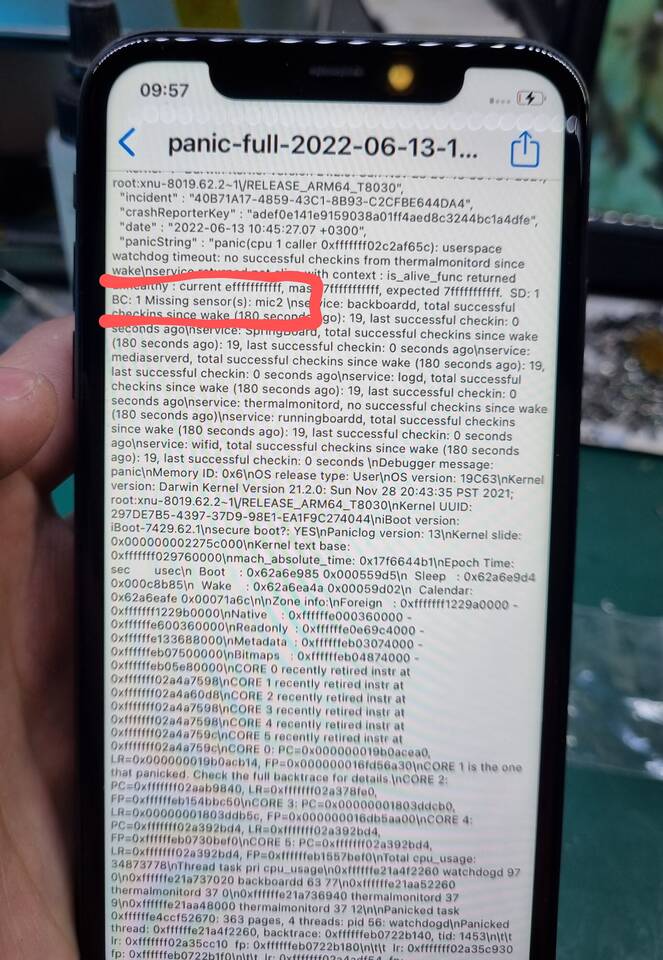 09:57
panic-full-2022-06-13-1...
root:xnu-8019.62.2~1\/RELEASE_ARM64_T8030",
"incident" : "40B71A17-4859-43C1-8B93-C2CFBE644DA4",
"crashReporterKey" : "adef0e141e9159038a01ff4aed8c3244bc1a4dfe",
"date" : "2022-06-13 10:45:27.07 +0300",
"panicString" : "panic(cpu 1 caller 0xfffffff02c2af65c): userspace
watchdog timeout: no successful checkins from thermalmonitord since
wake\nservice returned not alive with context : is_alive_func returned
unhealthy : current efffffffffff, mas 7fffffffffff, expected 7fffffffffff. SD: 1
BC: 1 Missing sensor(s): mic2 \nservice: backboardd, total successful
checkins since wake (180 seconds ago): 19, last successful checkin: 0
seconds ago\nservice: SpringBoard, total successful checkins since wake
(180 seconds ago): 19, last successful checkin: 0 seconds ago\nservice:
mediaserverd, total successful checkins since wake (180 seconds ago): 19,
last successful checkin: 0 seconds ago\nservice: logd, total successful
checkins since wake (180 seconds ago): 19, last successful checkin: 0
seconds ago\nservice: thermalmonitord, no successful checkins since wake
(180 seconds ago)\nservice: runningboardd, total successful checkins since
wake (180 seconds ago): 19, last successful checkin: 0 seconds
ago\nservice: wifid, total successful checkins since wake (180 seconds
ago): 19, last successful checkin: 0 seconds \nDebugger message:
panic\nMemory ID: 0x6\nOS release type: User\nOS version: 19C63\nKernel
version: Darwin Kernel Version 21.2.0: Sun Nov 28 20:43:35 PST 2021;
root:xnu-8019.62.2~1\/RELEASE_ARM64_T8030\nKernel UUID:
297DE7B5-4397-37D9-98E1-EA1F9C274044\niBoot version:
iBoot-7429.62.1\nsecure boot?: YES\nPaniclog version: 13\nKernel slide:
0x000000002275c000\nKernel text base:
0xfffffff029760000\nmach_absolute_time: 0x17f6644b1\nEpoch Time:
sec usec\n Boot : 0x62a6e985 0x000559d5\n Sleep : 0x62a6e9d4
0x000c8b85\n Wake : 0x62a6ea4a 0x00059d02\n Calendar:
0x62a6eafe 0x00071a6c\n\nZone info:\nForeign : 0xfffffff1229a0000 -
0xfffffff1229b0000\nNative : 0xffffffe000360000 -
0xffffffe600360000\nReadonly : 0xffffffe0e69c4000 -
0xffffffe133688000\nMetadata : 0xffffffeb03074000 -
0xffffffeb07500000\nBitmaps : 0xffffffeb04874000 -
0xffffffeb05e80000\nCORE 0 recently retired instr at
0xfffffff02a4a7598\nCORE 1 recently retired instr at
0xfffffff02a4a60d8\nCORE 2 recently retired instr at
0xfffffff02a4a7598\nCORE 3 recently retired instr at
0xfffffff02a4a7598\nCORE 4 recently retired instr at
0xfffffff02a4a759c\nCORE 5 recently retired instr at
0xfffffff02a4a759c\nCORE 0: PC=0x000000019b0acea0,
LR=0x000000019b0acb14, FP=0x000000016fd56a30\nCORE 1 is the one
that panicked. Check the full backtrace for details.\nCORE 2:
PC=0xfffffff02aab9840, LR=0xfffffff02a378fe0,
FP=0xffffffeb154bbc50\nCORE 3: PC=0x00000001803ddcb0,
LR=0x00000001803ddb5c, FP=0x000000016db5aa00\nCORE 4:
PC=0xfffffff02a392bd4, LR=0xfffffff02a392bd4,
FP=0xffffffeb0730bef0\nCORE 5: PC=0xfffffff02a392bd4,
LR=0xfffffff02a392bd4, FP=0xffffffeb1557bef0\nTotal cpu_usage:
34873778\nThread task pri cpu_usage\n0xffffffe21a4f2260 watchdogd 97
0\n0xffffffe21a737020 backboardd 63 77\n0xffffffe21aa52260
thermalmonitord 37 0\n0xffffffe21a736940 thermalmonitord 37
9\n0xffffffe21aa48000 thermalmonitord 37 12\n\nPanicked task
0xffffffe4ccf52670: 363 pages, 4 threads: pid 56: watchdogd\nPanicked
thread: 0xffffffe21a4f2260, backtrace: 0xffffffeb0722b140, tid: 1453\n\t\t
lr: 0xfffffff02a35cc10 fp: 0xffffffeb0722b180\n\t\t lr: 0xfffffff02a35c930